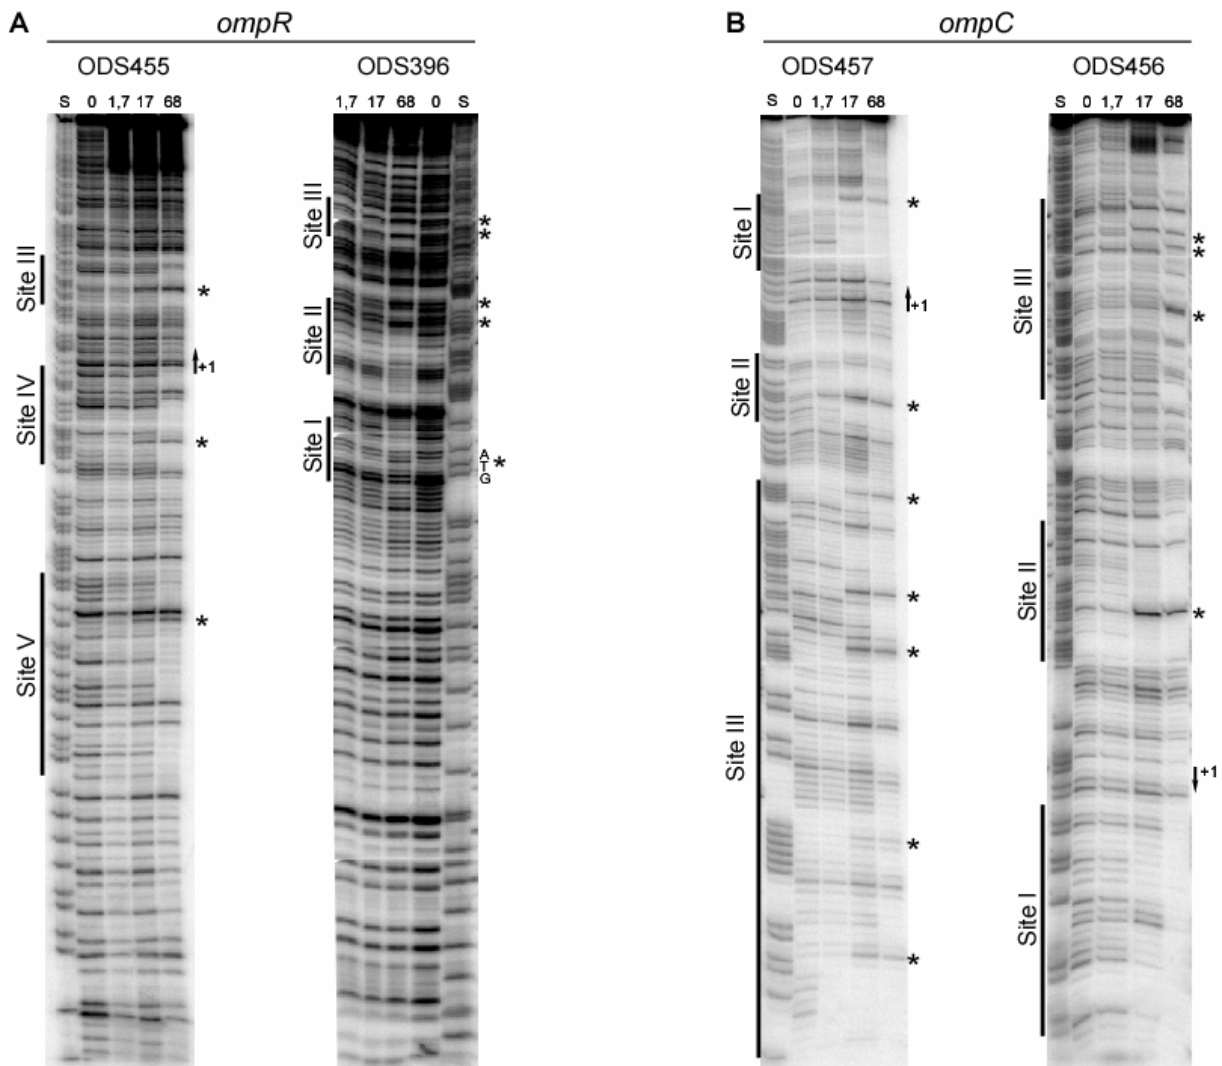 A ompR B ompC
ODS455 ODS396 ODS457 ODS456
S 0 1,7 17 68 1,7 17 68 0 S S 0 1,7 17 68 S 0 1,7 17 68
Site III
*
+1
Site IV
*
Site V
*
Site III
*
*
Site II
*
*
Site I
A
T *
G
Site I
*
+1
Site II
*
Site III
*
*
*
*
*
Site III
*
*
*
Site II
*
+1
Site I